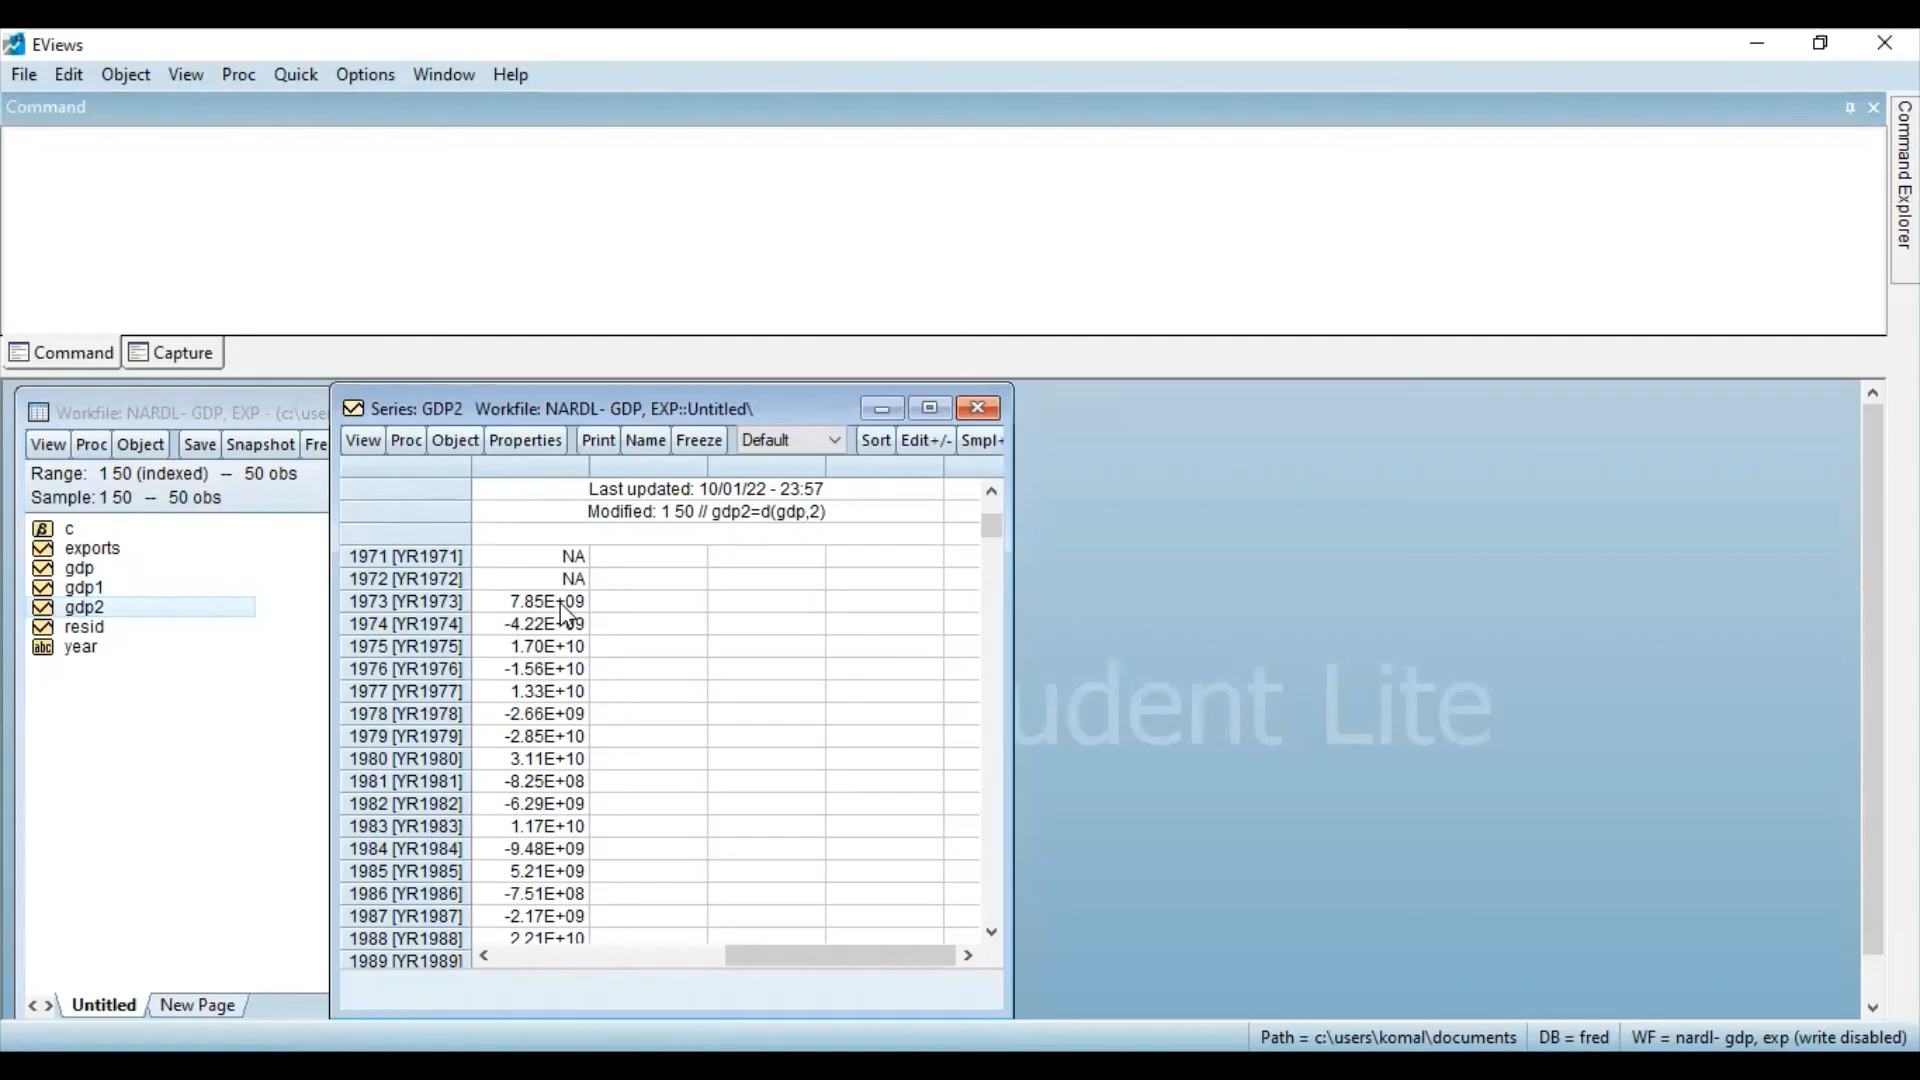 EViews
File Edit Object View Proc Quick Options Window Help
Command
Command Explorer
Command Capture
Workfile: NARDL- GDP, EXP - (c:\use
View Proc Object Save Snapshot Fre
Range: 1 50 (indexed) -- 50 obs
Sample: 1 50 -- 50 obs
c
exports
gdp
gdp1
gdp2
resid
year
Untitled New Page
Series: GDP2 Workfile: NARDL- GDP, EXP::Untitled\
View Proc Object Properties Print Name Freeze Default Sort Edit+/- Smpl+
Last updated: 10/01/22 - 23:57
Modified: 1 50 // gdp2=d(gdp,2)
1971 [YR1971] NA
1972 [YR1972] NA
1973 [YR1973] 7.85E+09
1974 [YR1974] -4.22E+09
1975 [YR1975] 1.70E+10
1976 [YR1976] -1.56E+10
1977 [YR1977] 1.33E+10
1978 [YR1978] -2.66E+09
1979 [YR1979] -2.85E+10
1980 [YR1980] 3.11E+10
1981 [YR1981] -8.25E+08
1982 [YR1982] -6.29E+09
1983 [YR1983] 1.17E+10
1984 [YR1984] -9.48E+09
1985 [YR1985] 5.21E+09
1986 [YR1986] -7.51E+08
1987 [YR1987] -2.17E+09
1988 [YR1988] 2.21E+10
1989 [YR1989]
udent Lite
Path = c:\users\komal\documents DB = fred WF = nardl- gdp, exp (write disabled)